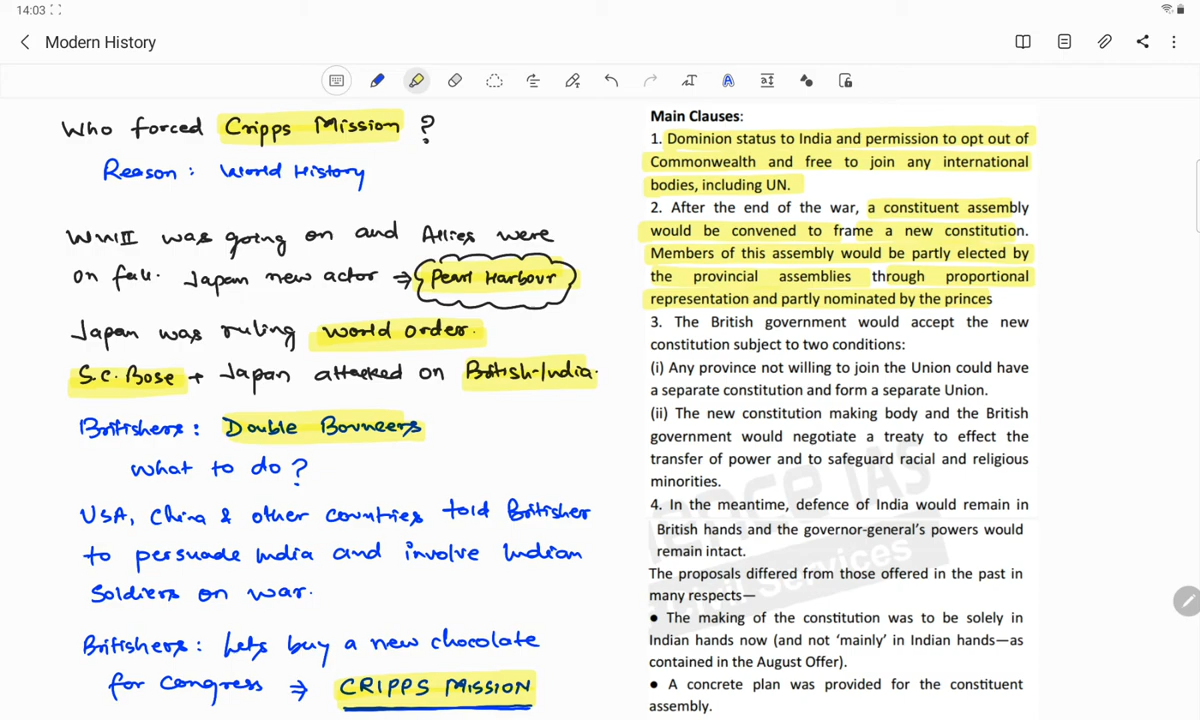 14:03
Modern History
Who forced Cripps Mission ?
Reason: World History
WWII was going on and Allies were
on fall. Japan new actor ⇒ Pearl Harbour
Japan was ruling world order.
S.C. Bose + Japan attacked on British-India.
Britishers: Double Bouncers
What to do?
USA, China & other countries told Britisher
to persuade India and involve Indian
Soldiers on war.
Britishers: Lets buy a new chocolate
for Congress ⇒ CRIPPS MISSION
Main Clauses:
1. Dominion status to India and permission to opt out of
Commonwealth and free to join any international
bodies, including UN.
2. After the end of the war, a constituent assembly
would be convened to frame a new constitution.
Members of this assembly would be partly elected by
the provincial assemblies through proportional
representation and partly nominated by the princes
3. The British government would accept the new
constitution subject to two conditions:
(i) Any province not willing to join the Union could have
a separate constitution and form a separate Union.
(ii) The new constitution making body and the British
government would negotiate a treaty to effect the
transfer of power and to safeguard racial and religious
minorities.
4. In the meantime, defence of India would remain in
British hands and the governor-general's powers would
remain intact.
The proposals differed from those offered in the past in
many respects—
• The making of the constitution was to be solely in
Indian hands now (and not 'mainly' in Indian hands—as
contained in the August Offer).
• A concrete plan was provided for the constituent
assembly.